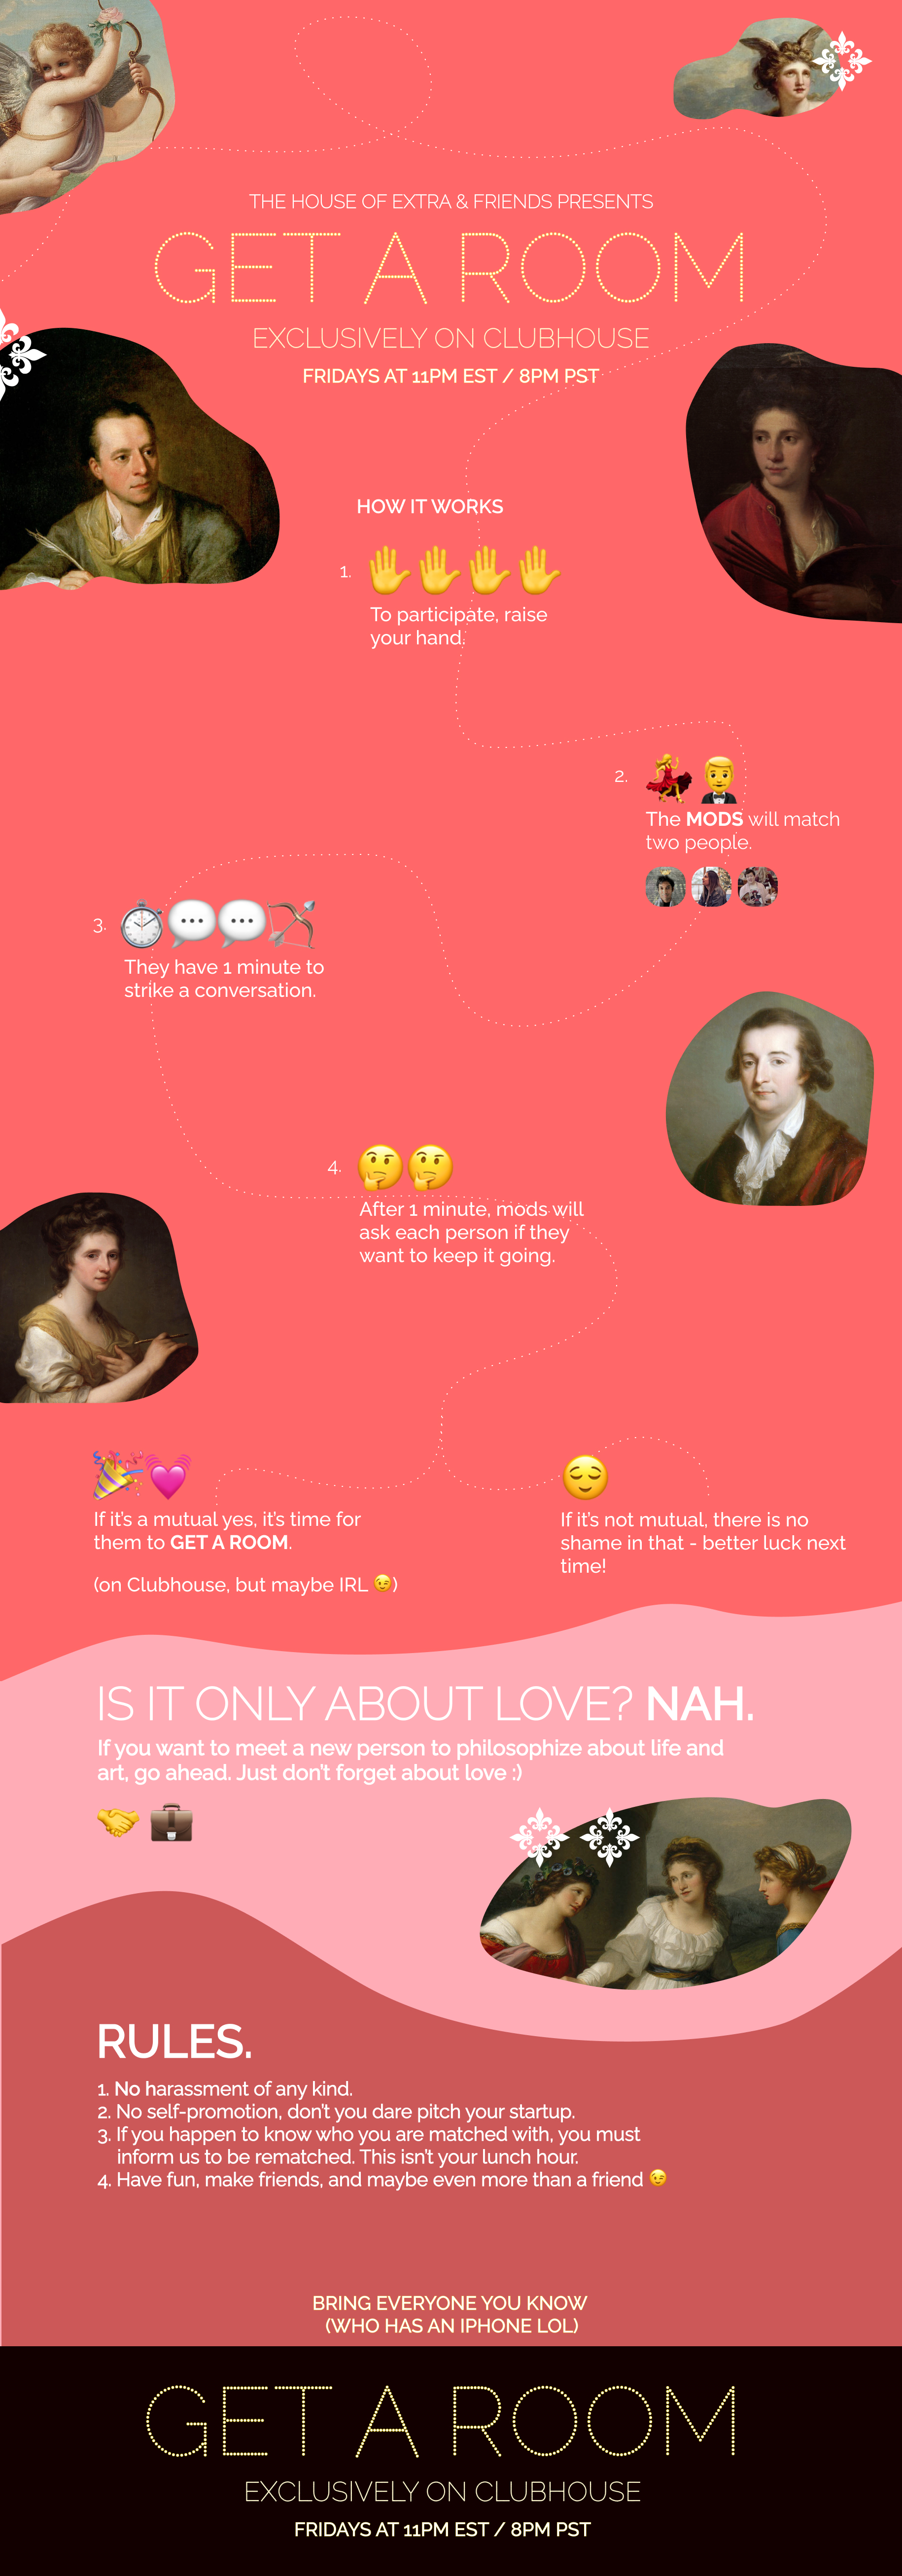 THE HOUSE OF EXTRA & FRIENDS PRESENTS
GET A ROOM
EXCLUSIVELY ON CLUBHOUSE
FRIDAYS AT 11PM EST / 8PM PST
HOW IT WORKS
1.
To participate, raise
your hand.
2.
The MODS will match
two people.
3.
They have 1 minute to
strike a conversation.
4.
After 1 minute, mods will
ask each person if they
want to keep it going.
If it's a mutual yes, it's time for
them to GET A ROOM.
(on Clubhouse, but maybe IRL 😉)
If it's not mutual, there is no
shame in that - better luck next
time!
IS IT ONLY ABOUT LOVE? NAH.
If you want to meet a new person to philosophize about life and
art, go ahead. Just don't forget about love :)
RULES.
1. No harassment of any kind.
2. No self-promotion, don't you dare pitch your startup.
3. If you happen to know who you are matched with, you must
inform us to be rematched. This isn't your lunch hour.
4. Have fun, make friends, and maybe even more than a friend 😉
BRING EVERYONE YOU KNOW
(WHO HAS AN IPHONE LOL)
GET A ROOM
EXCLUSIVELY ON CLUBHOUSE
FRIDAYS AT 11PM EST / 8PM PST